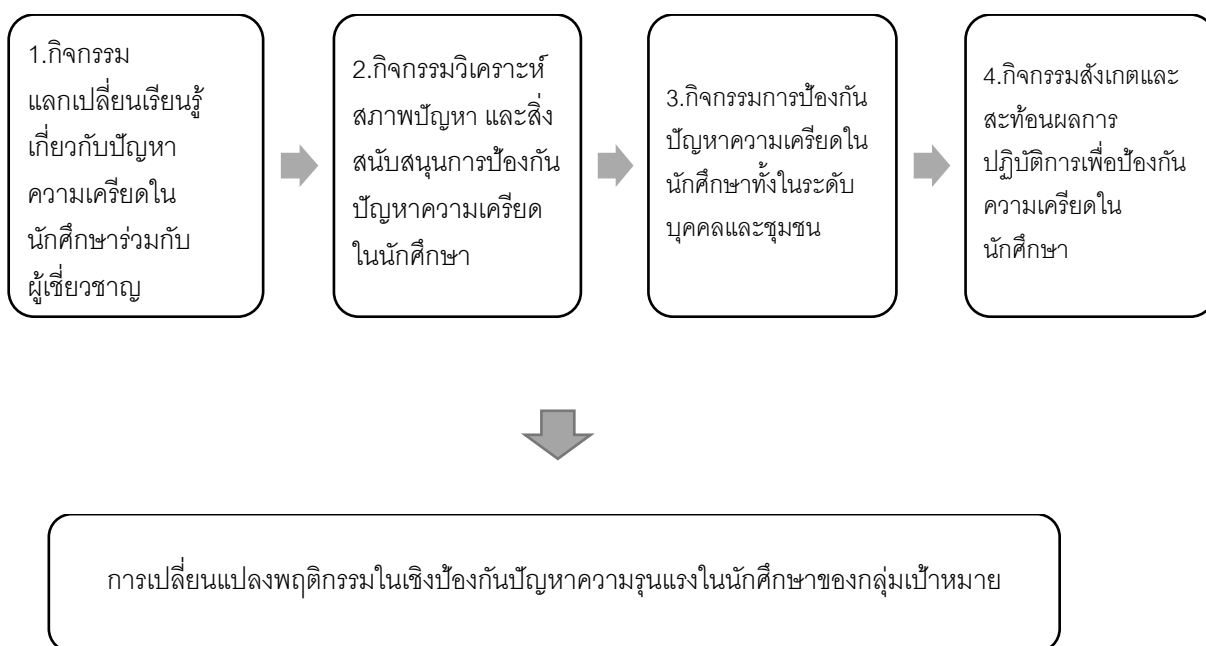 1.กิจกรรม
แลกเปลี่ยนเรียนรู้
เกี่ยวกับปัญหา
ความเครียดใน
นักศึกษาร่วมกับ
ผู้เชี่ยวชาญ
2.กิจกรรมวิเคราะห์
สภาพปัญหา และสิ่ง
สนับสนุนการป้องกัน
ปัญหาความเครียด
ในนักศึกษา
3.กิจกรรมการป้องกัน
ปัญหาความเครียดใน
นักศึกษาทั้งในระดับ
บุคคลและชุมชน
4.กิจกรรมสังเกตและ
สะท้อนผลการ
ปฏิบัติการเพื่อป้องกัน
ความเครียดใน
นักศึกษา
การเปลี่ยนแปลงพฤติกรรมในเชิงป้องกันปัญหาความรุนแรงในนักศึกษาของกลุ่มเป้าหมาย